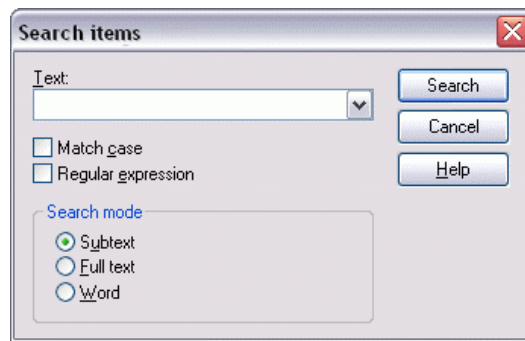 Search items
Text:
Search
Cancel
Help
Match case
Regular expression
Search mode
Subtext
Full text
Word